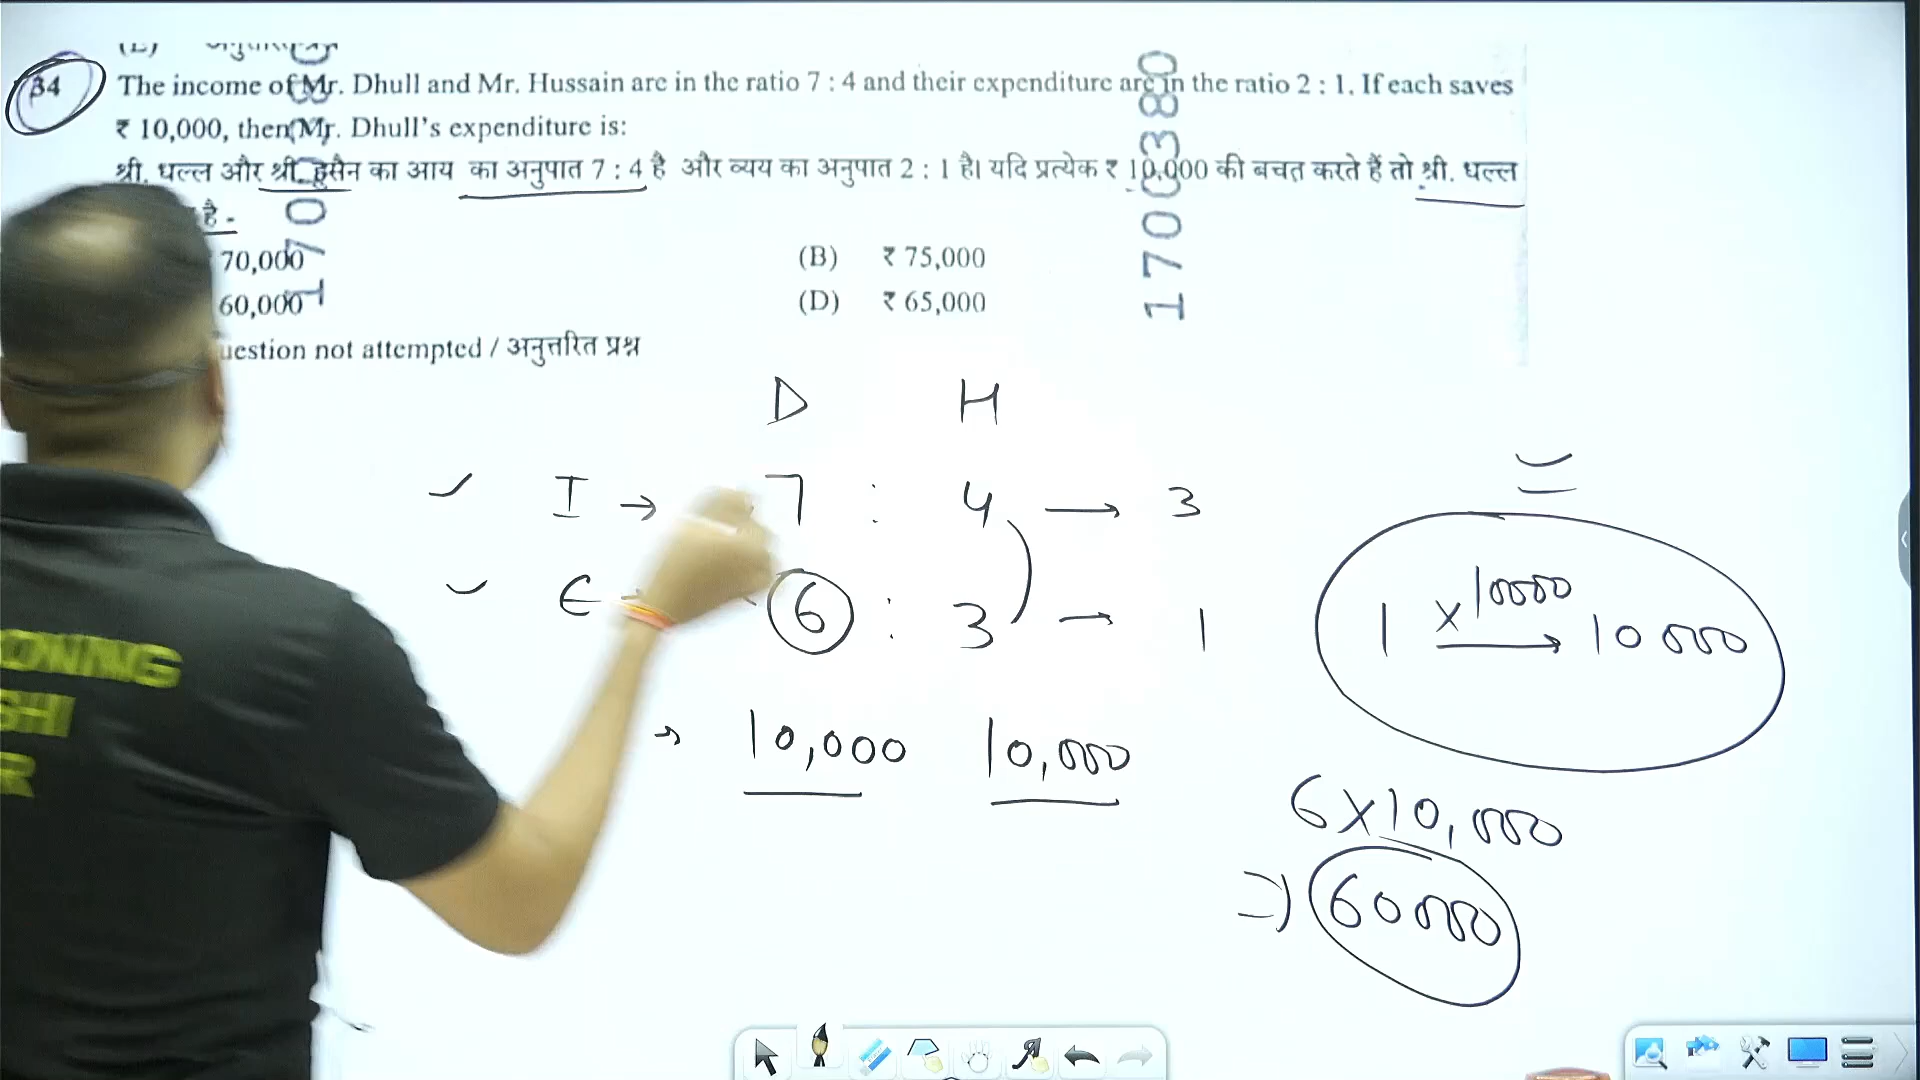 34 The income of Mr. Dhull and Mr. Hussain are in the ratio 7 : 4 and their expenditure are in the ratio 2 : 1. If each saves
₹ 10,000, then Mr. Dhull's expenditure is:
श्री. धल्ल और श्री. हुसैन का आय का अनुपात 7 : 4 है और व्यय का अनुपात 2 : 1 है। यदि प्रत्येक ₹ 10,000 की बचत करते हैं तो श्री. धल्ल
है -
70,000 (B) ₹ 75,000
60,000 (D) ₹ 65,000
uestion not attempted / अनुत्तरित प्रश्न
1700380
D H
I → 7 : 4 → 3
E 6 : 3 → 1
→ 10,000 10,000
1 ×10000 → 10000
6×10,000
⇒ 60000